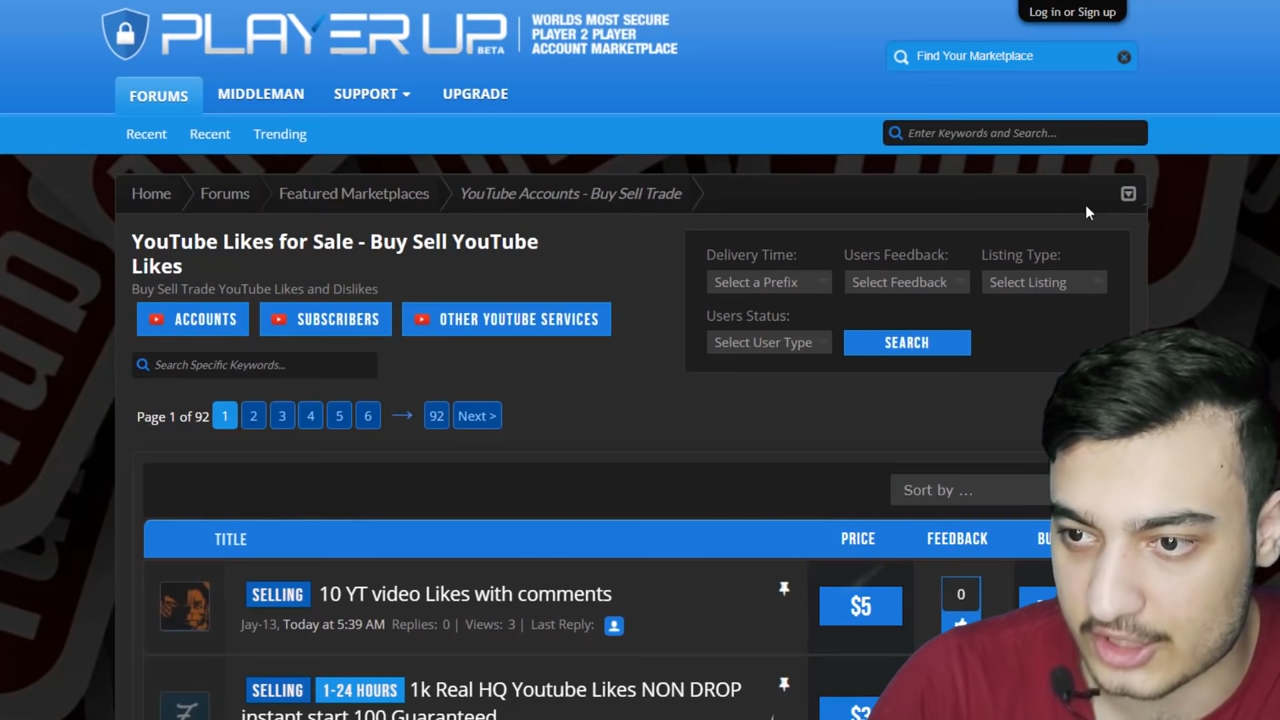 PLAYER UP
BETA
WORLDS MOST SECURE
PLAYER 2 PLAYER
ACCOUNT MARKETPLACE
Log in or Sign up
Find Your Marketplace
FORUMS
MIDDLEMAN
SUPPORT
UPGRADE
Recent
Recent
Trending
Enter Keywords and Search...
Home
Forums
Featured Marketplaces
YouTube Accounts - Buy Sell Trade
YouTube Likes for Sale - Buy Sell YouTube
Likes
Buy Sell Trade YouTube Likes and Dislikes
ACCOUNTS
SUBSCRIBERS
OTHER YOUTUBE SERVICES
Search Specific Keywords...
Delivery Time:
Users Feedback:
Listing Type:
Select a Prefix
Select Feedback
Select Listing
Users Status:
Select User Type
SEARCH
Page 1 of 92 1 2 3 4 5 6 → 92 Next >
Sort by ...
TITLE
PRICE
FEEDBACK
SELLING 10 YT video Likes with comments
$5
0
Jay-13, Today at 5:39 AM Replies: 0 | Views: 3 | Last Reply:
SELLING 1-24 HOURS 1k Real HQ Youtube Likes NON DROP
instant start 100 Guaranteed